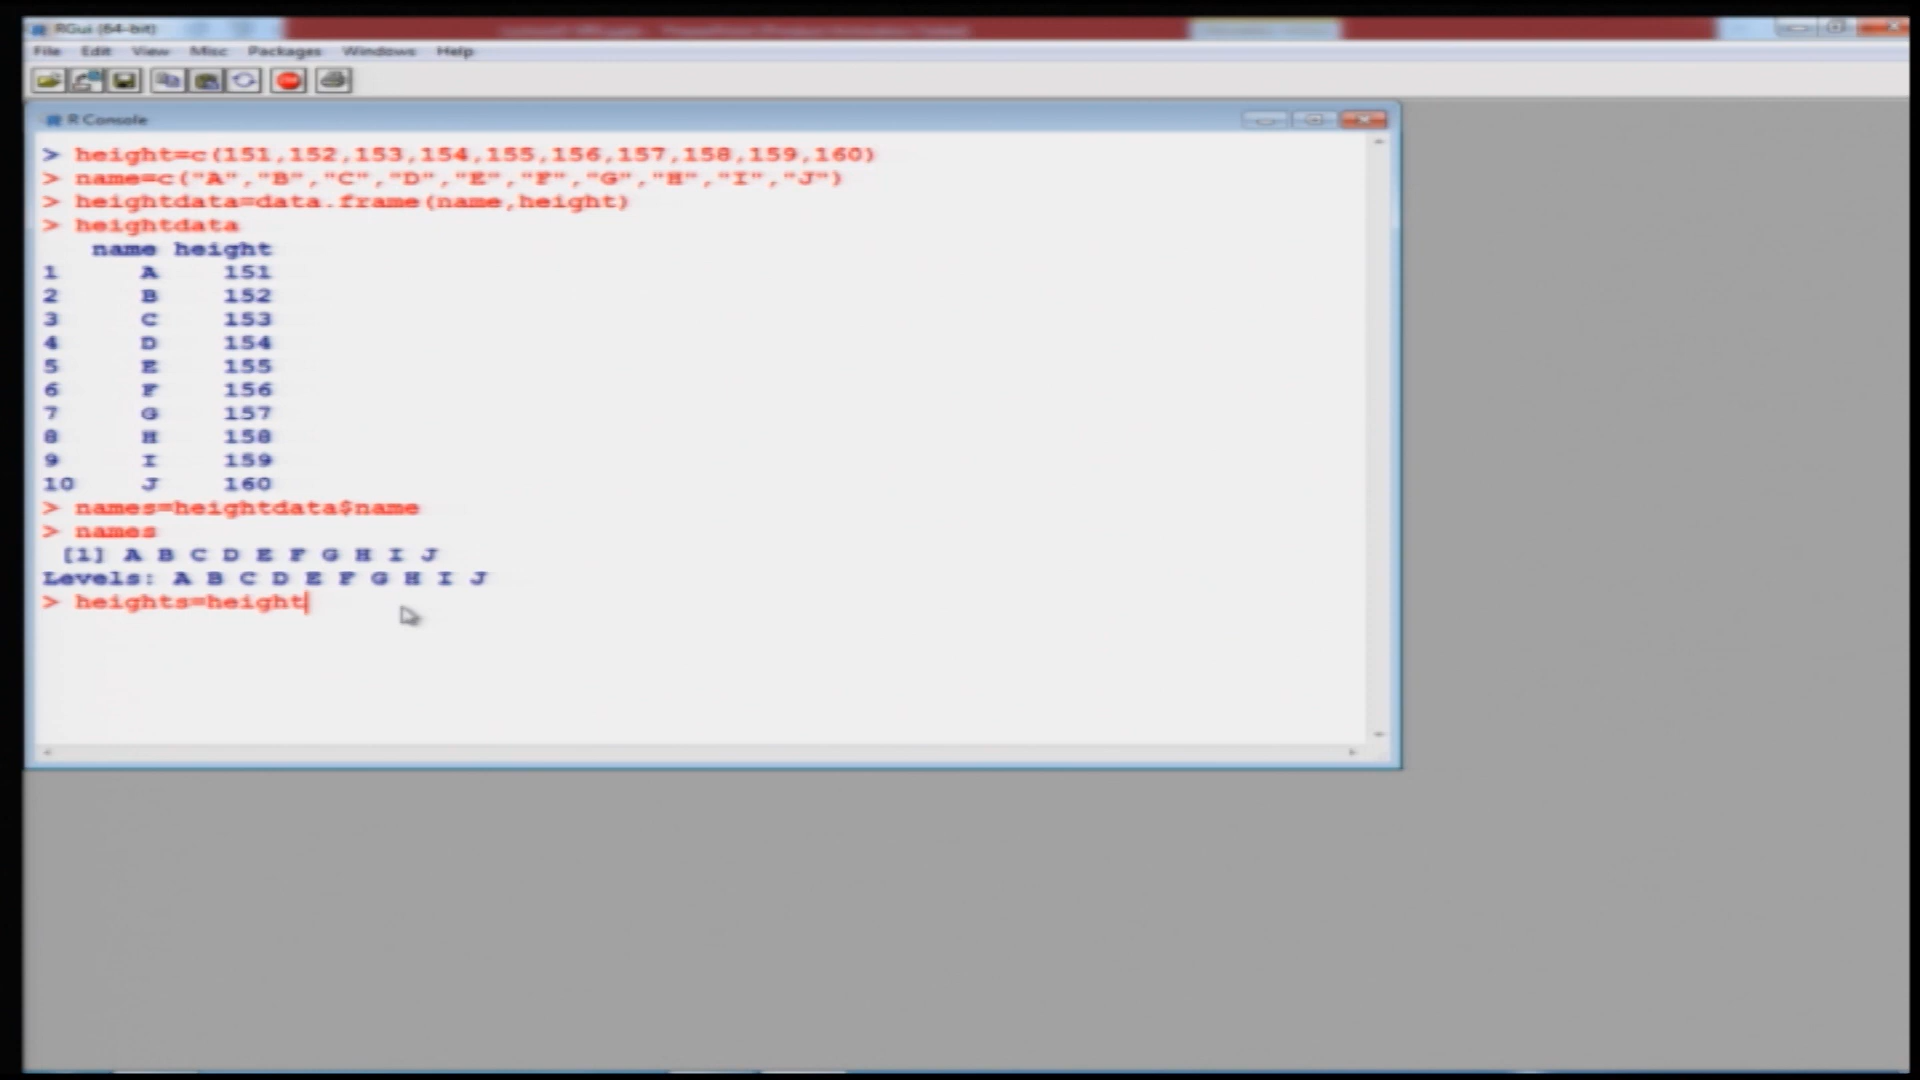 RGui (64-bit)
File Edit View Misc Packages Windows Help
R Console
> height=c(151,152,153,154,155,156,157,158,159,160)
> name=c("A","B","C","D","E","F","G","H","I","J")
> heightdata=data.frame(name,height)
> heightdata
name height
1 A 151
2 B 152
3 C 153
4 D 154
5 E 155
6 F 156
7 G 157
8 H 158
9 I 159
10 J 160
> names=heightdata$name
> names
[1] A B C D E F G H I J
Levels: A B C D E F G H I J
> heights=height